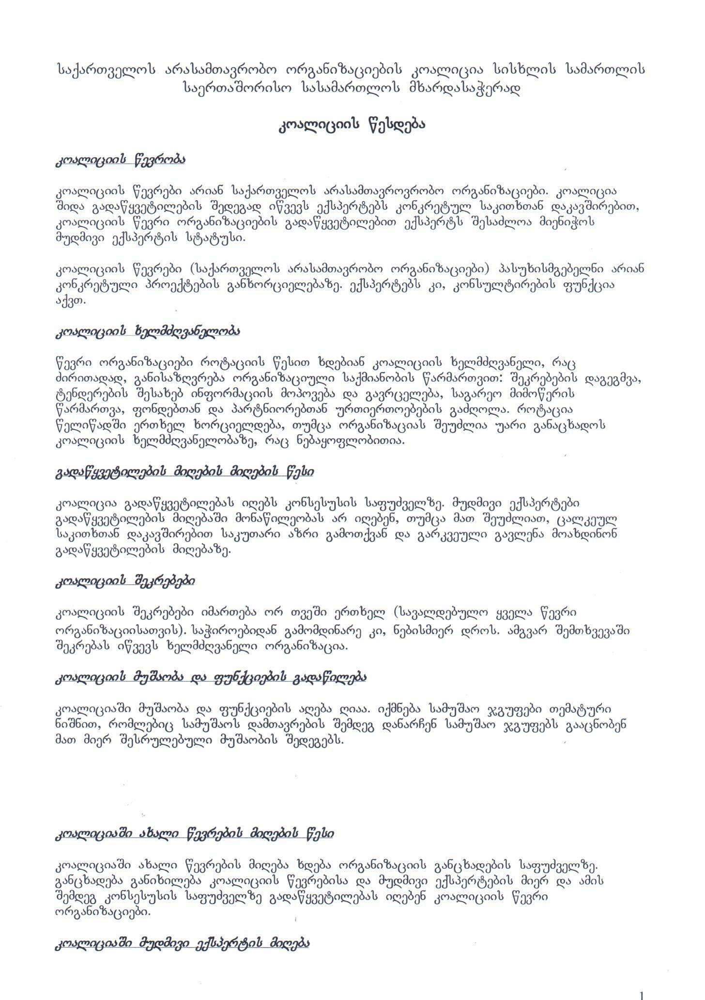 საქართველოს არასამთავრობო ორგანიზაციების კოალიცია სისხლის სამართლის
საერთაშორისო სასამართლოს მხარდასაჭერად
კოალიციის წესდება
კოალიციის წევრობა
კოალიციის წევრები არიან საქართველოს არასამთავროვრობო ორგანიზაციები. კოალიცია
შიდა გადაწყვეტილების შედეგად იწვევს ექსპერტებს კონკრეტულ საკითხთან დაკავშირებით,
კოალიციის წევრი ორგანიზაციების გადაწყვეტილებით ექსპერტს შესაძლოა მიენიჭოს
მუდმივი ექსპერტის სტატუსი.
კოალიციის წევრები (საქართველოს არასამთავრობო ორგანიზაციები) პასუხისმგებელნი არიან
კონკრეტული პროექტების განხორციელებაზე. ექსპერტებს კი, კონსულტირების ფუნქცია
აქვთ.
კოალიციის ხელმძღვანელობა
წევრი ორგანიზაციები როტაციის წესით ხდებიან კოალიციის ხელმძღვანელი, რაც
ძირითადად, განისაზღვრება ორგანიზაციული საქმიანობის წარმართვით: შეკრებების დაგეგმვა,
ტენდერების შესახებ ინფორმაციის მოპოვება და გავრცელება, საგარეო მიმოწერის
წარმართვა, ფონდებთან და პარტნიორებთან ურთიერთოებების გაძღოლა. როტაცია
წელიწადში ერთხელ ხორციელდება, თუმცა ორგანიზაციას შეუძლია უარი განაცხადოს
კოალიციის ხელმძღვანელობაზე, რაც ნებაყოფლობითია.
გადაწყვეტილების მიღების მიღების წესი
კოალიცია გადაწყვეტილებას იღებს კონსესუსის საფუძველზე. მუდმივი ექსპერტები
გადაწყვეტილების მიღებაში მონაწილეობას არ იღებენ, თუმცა მათ შეუძლიათ, ცალკეულ
საკითხთან დაკავშირებით საკუთარი აზრი გამოთქვან და გარკვეული გავლენა მოახდინონ
გადაწყვეტილების მიღებაზე.
კოალიციის შეკრებები
კოალიციის შეკრებები იმართება ორ თვეში ერთხელ (სავალდებულო ყველა წევრი
ორგანიზაციისათვის). საჭიროებიდან გამომდინარე კი, ნებისმიერ დროს. ამგვარ შემთხვევაში
შეკრებას იწვევს ხელმძღვანელი ორგანიზაცია.
კოალიციის მუშაობა და ფუნქციების გადაწილება
კოალიციაში მუშაობა და ფუნქციების აღება ღიაა. იქმნება სამუშაო ჯგუფები თემატური
ნიშნით, რომლებიც სამუშაოს დამთავრების შემდეგ დანარჩენ სამუშაო ჯგუფებს გააცნობენ
მათ მიერ შესრულებული მუშაობის შედეგებს.
კოალიციაში ახალი წევრების მიღების წესი
კოალიციაში ახალი წევრების მიღება ხდება ორგანიზაციის განცხადების საფუძველზე.
განცხადება განიხილება კოალიციის წევრებისა და მუდმივი ექსპერტების მიერ და ამის
შემდეგ კონსესუსის საფუძველზე გადაწყვეტილებას იღებენ კოალიციის წევრი
ორგანიზაციები.
კოალიციაში მუდმივი ექსპერტის მიღება
1